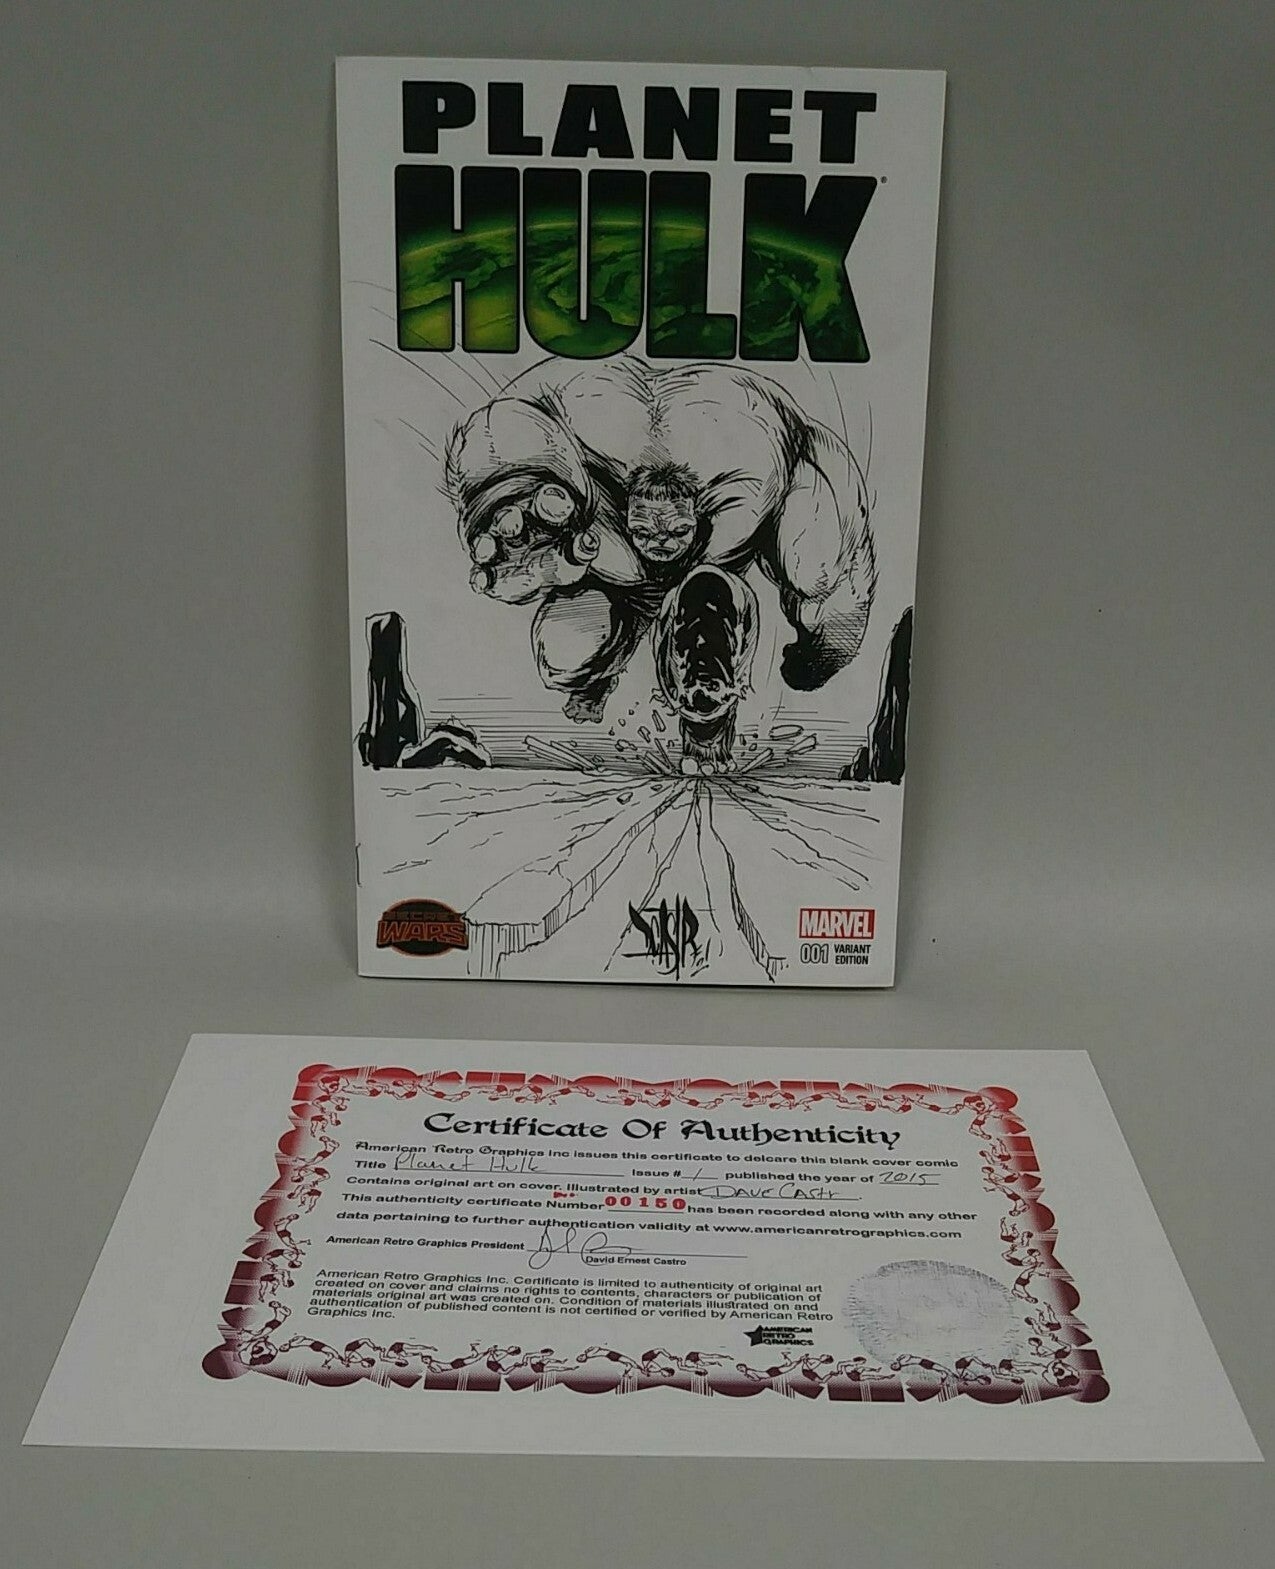 PLANET
HULK®
SECRET
WARS
MARVEL
001 VARIANT
EDITION
Certificate Of Authenticity
American Retro Graphics Inc issues this certificate to delcare this blank cover comic
Title Planet Hulk Issue # 1 published the year of 2015
Contains original art on cover. Illustrated by artist Dave Castr.
This authenticity certificate Number 00150 has been recorded along with any other
data pertaining to further authentication validity at www.americanretrographics.com
American Retro Graphics President
David Ernest Castro
American Retro Graphics Inc. Certificate is limited to authenticity of original art
created on cover and claims no rights to contents, characters or publication of
materials original art was created on. Condition of materials illustrated on and
authentication of published content is not certified or verified by American Retro
Graphics Inc.
AMERICAN
RETRO
GRAPHICS